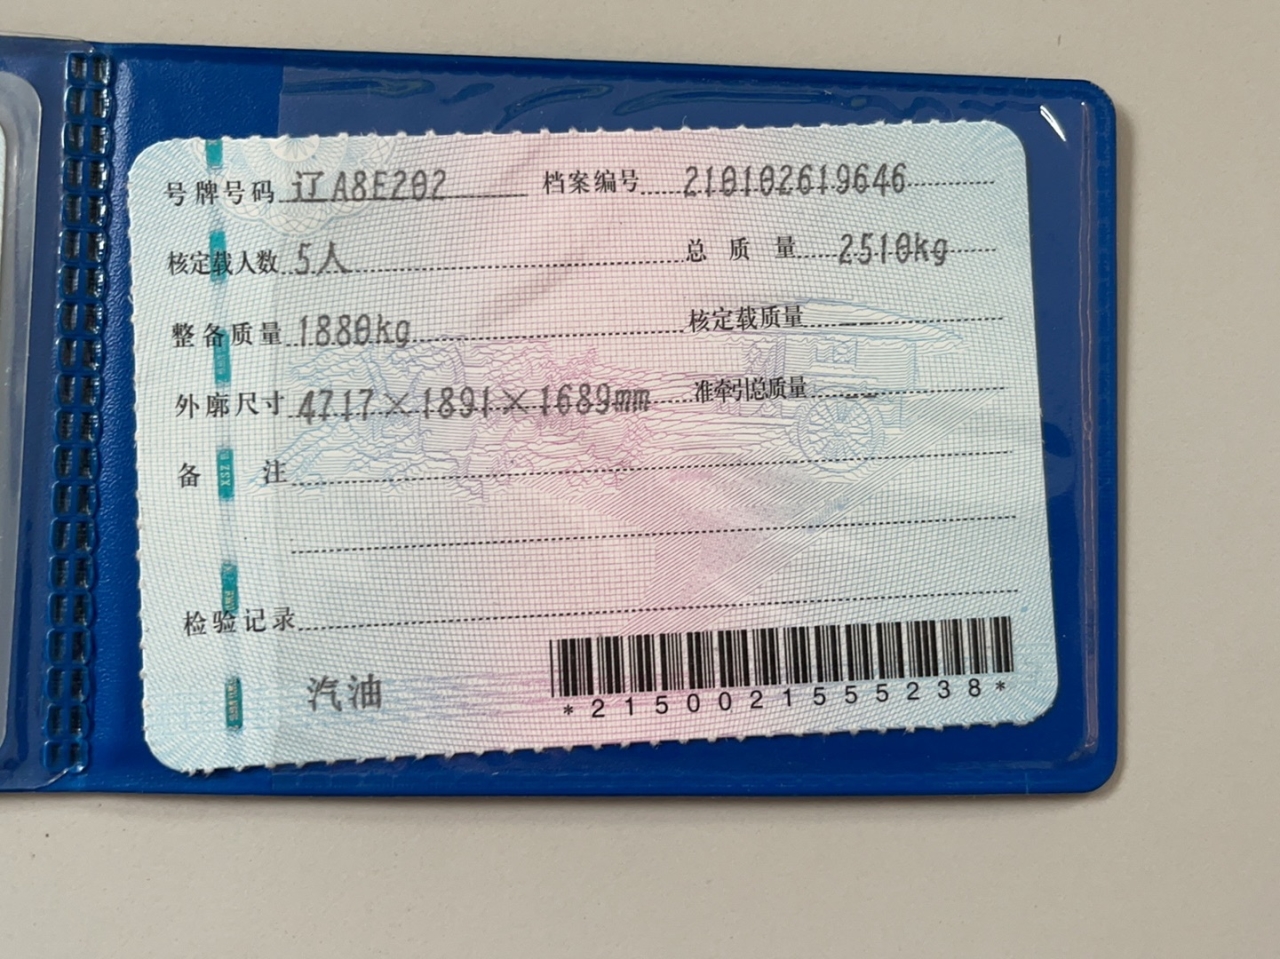 号牌号码 辽A8E202 档案编号 210102619646
核定载人数 5人 总质量 2510kg
整备质量 1880kg 核定载质量 --
外廓尺寸 4717×1891×1689mm 准牵引总质量 --
备注
检验记录
汽油
*2150021555238*